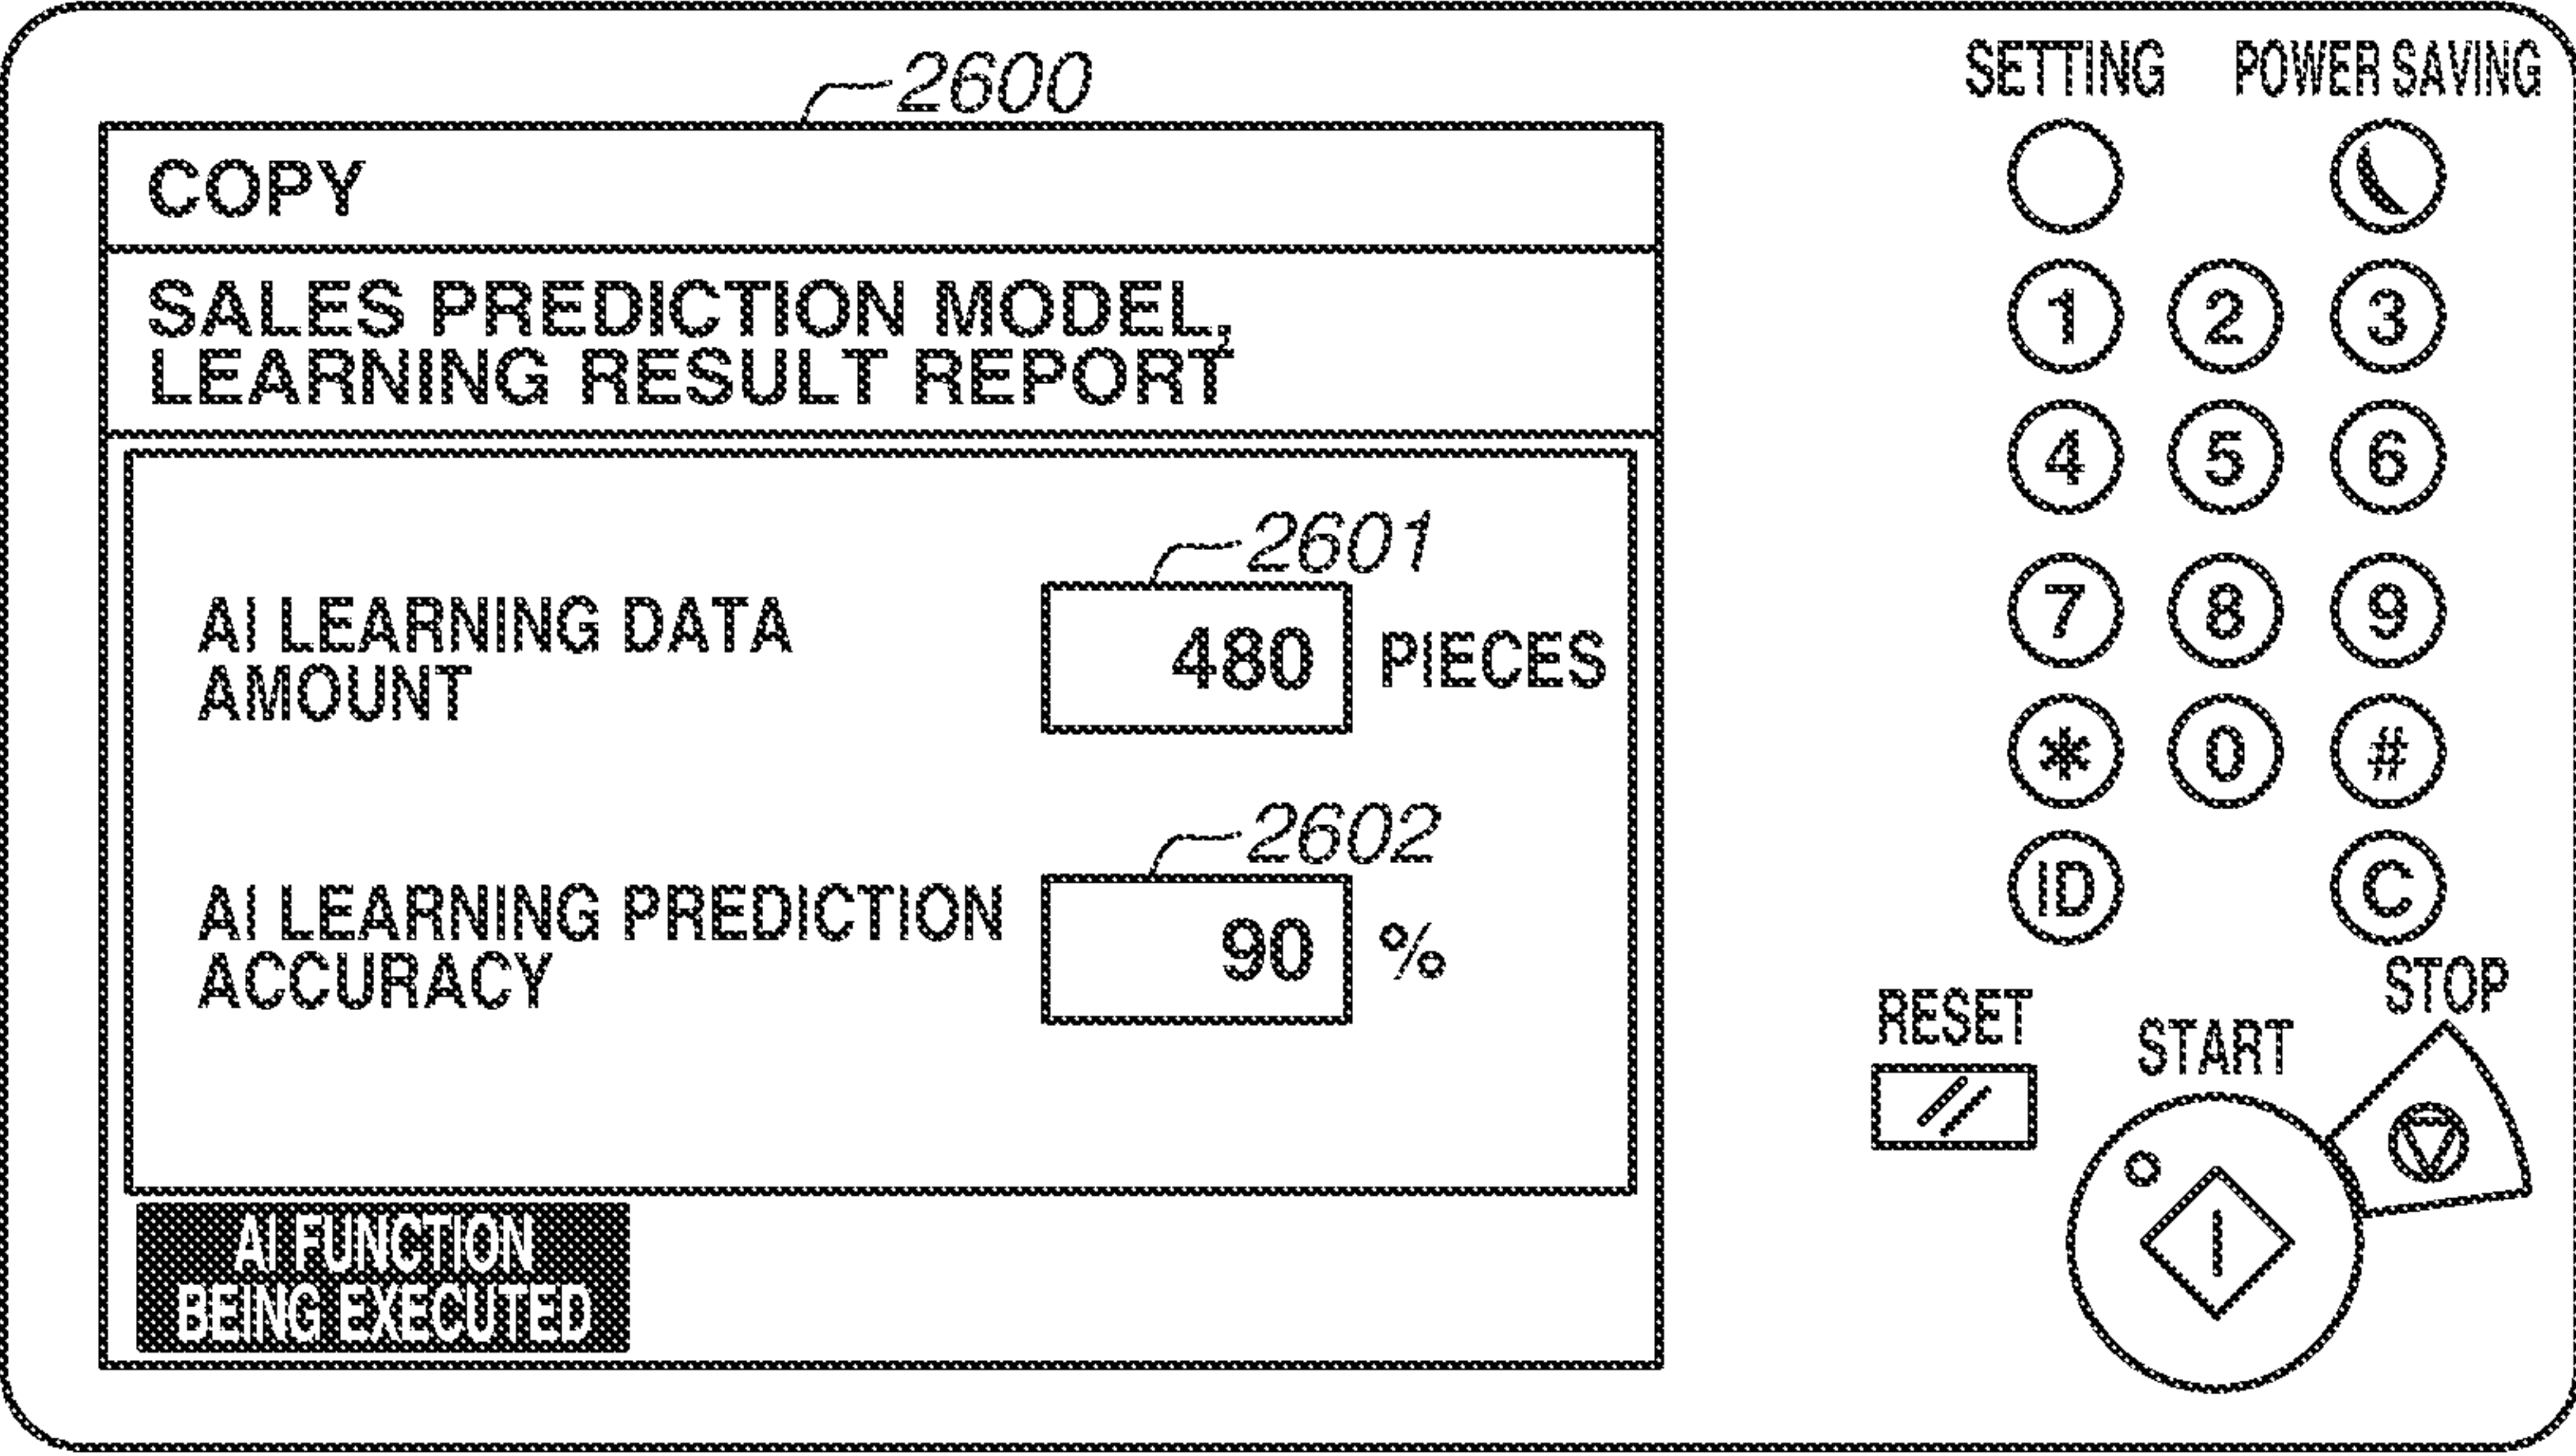 2600
COPY
SALES PREDICTION MODEL,
LEARNING RESULT REPORT
2601
AI LEARNING DATA
AMOUNT
480 PIECES
2602
AI LEARNING PREDICTION
ACCURACY
90 %
AI FUNCTION
BEING EXECUTED
SETTING POWER SAVING
1 2 3
4 5 6
7 8 9
* 0 #
ID C
RESET
START
STOP